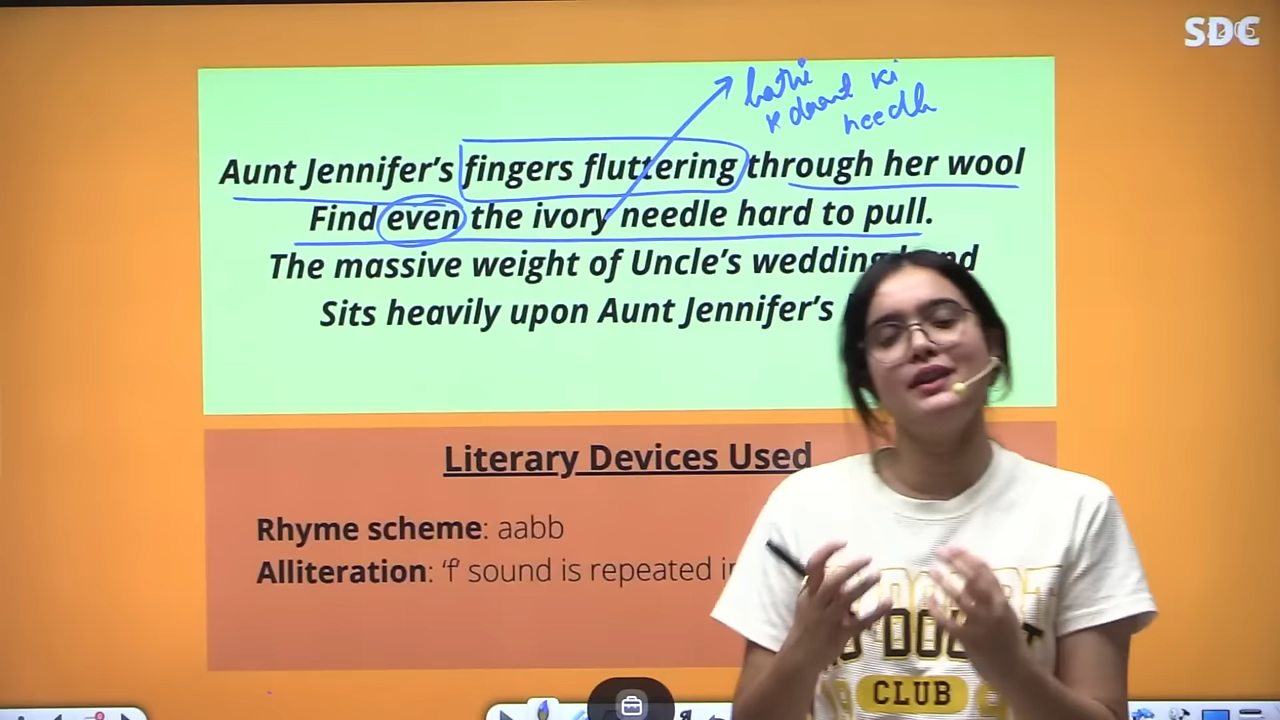 SDC
hathi
k daant ki
needle
Aunt Jennifer’s fingers fluttering through her wool
Find even the ivory needle hard to pull.
The massive weight of Uncle’s wedding
Sits heavily upon Aunt Jennifer’s
Literary Devices Used
Rhyme scheme: aabb
Alliteration: ‘f’ sound is repeated
CLUB